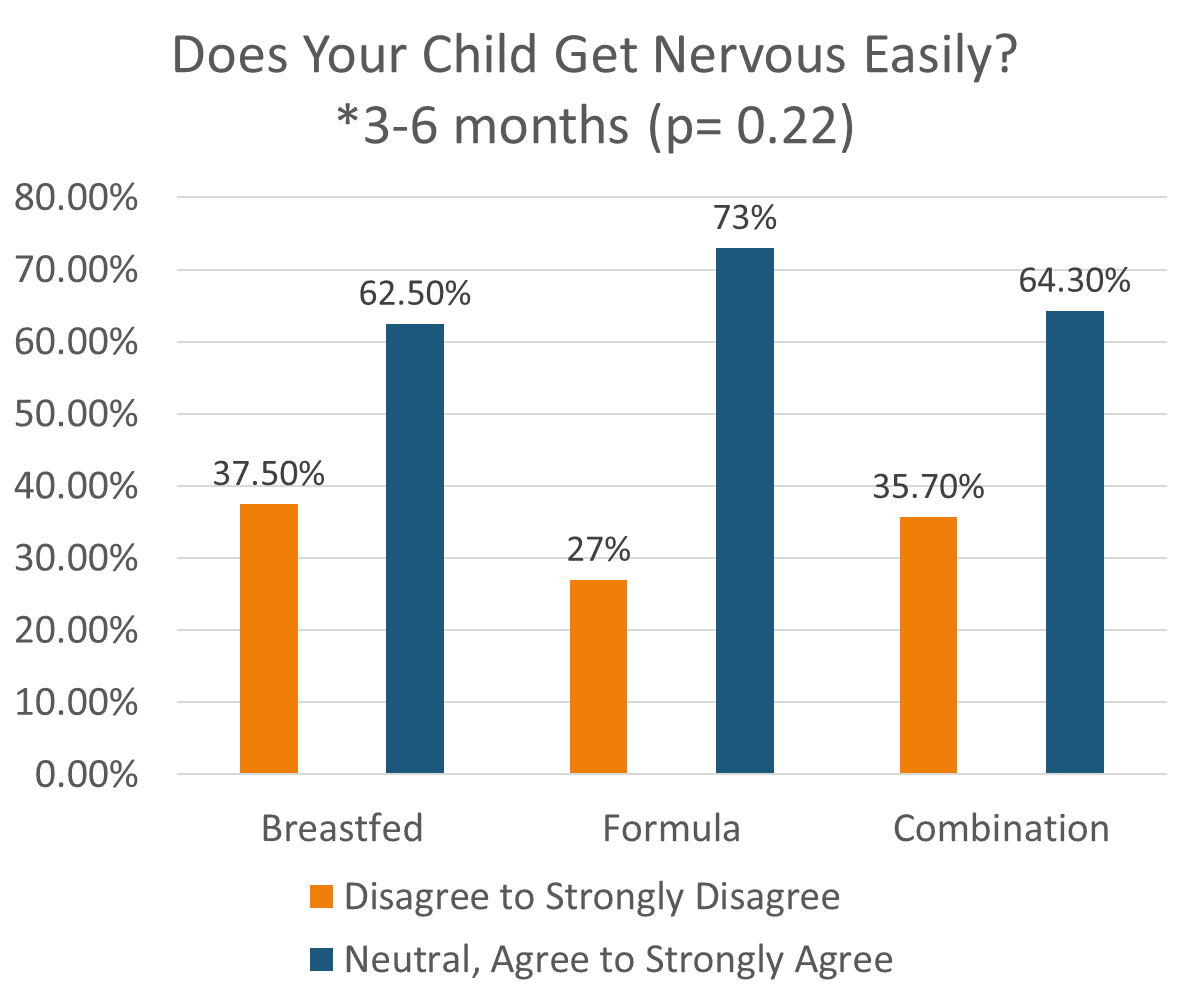 Does Your Child Get Nervous Easily?
*3-6 months (p= 0.22)
80.00%
70.00%
60.00%
50.00%
40.00%
30.00%
20.00%
10.00%
0.00%
37.50%
62.50%
27%
73%
35.70%
64.30%
Breastfed
Formula
Combination
Disagree to Strongly Disagree
Neutral, Agree to Strongly Agree